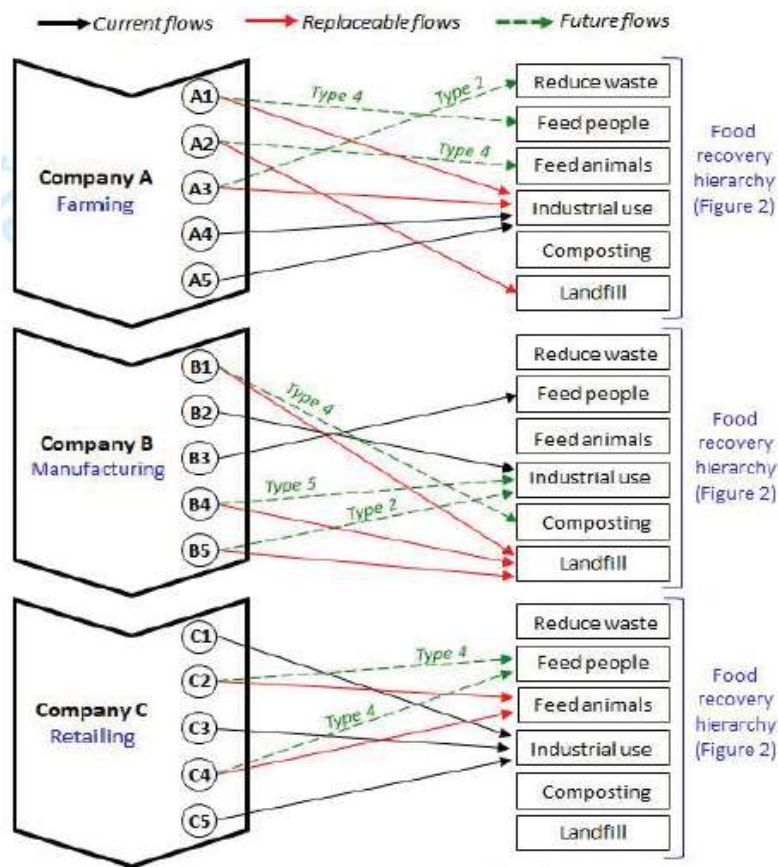 Current flows
Replaceable flows
Future flows
A1
A2
A3
A4
A5
Company A
Farming
Type 4
Type 2
Type 4
Reduce waste
Feed people
Feed animals
Industrial use
Composting
Landfill
Food
recovery
hierarchy
(Figure 2)
B1
B2
B3
B4
B5
Company B
Manufacturing
Type 4
Type 5
Type 2
Reduce waste
Feed people
Feed animals
Industrial use
Composting
Landfill
Food
recovery
hierarchy
(Figure 2)
C1
C2
C3
C4
C5
Company C
Retailing
Type 4
Type 4
Reduce waste
Feed people
Feed animals
Industrial use
Composting
Landfill
Food
recovery
hierarchy
(Figure 2)